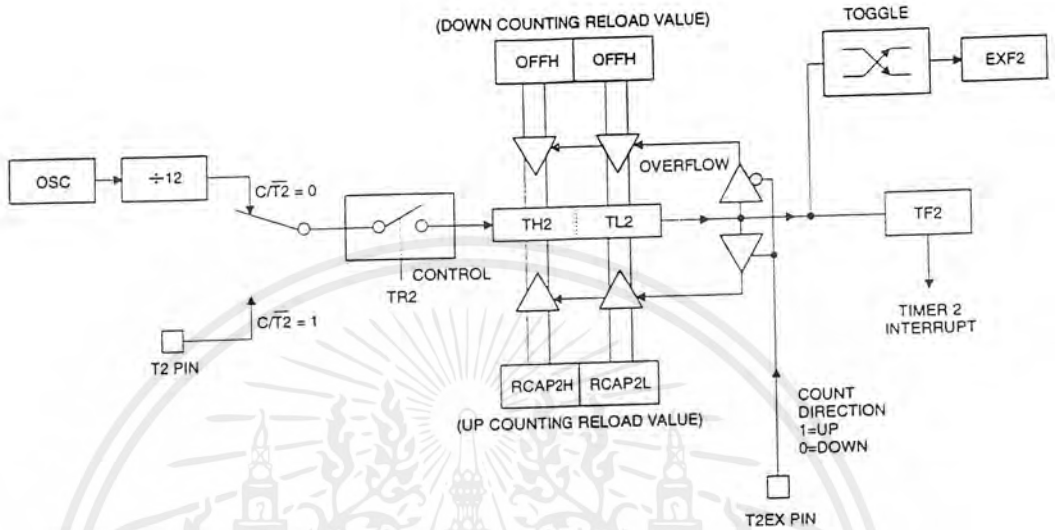 (DOWN COUNTING RELOAD VALUE)
TOGGLE
OFFH OFFH
EXF2
OVERFLOW
OSC
÷12
C/T2̅ = 0
TH2 TL2
TF2
CONTROL
TR2
C/T2̅ = 1
TIMER 2
INTERRUPT
T2 PIN
RCAP2H RCAP2L
(UP COUNTING RELOAD VALUE)
COUNT
DIRECTION
1=UP
0=DOWN
T2EX PIN